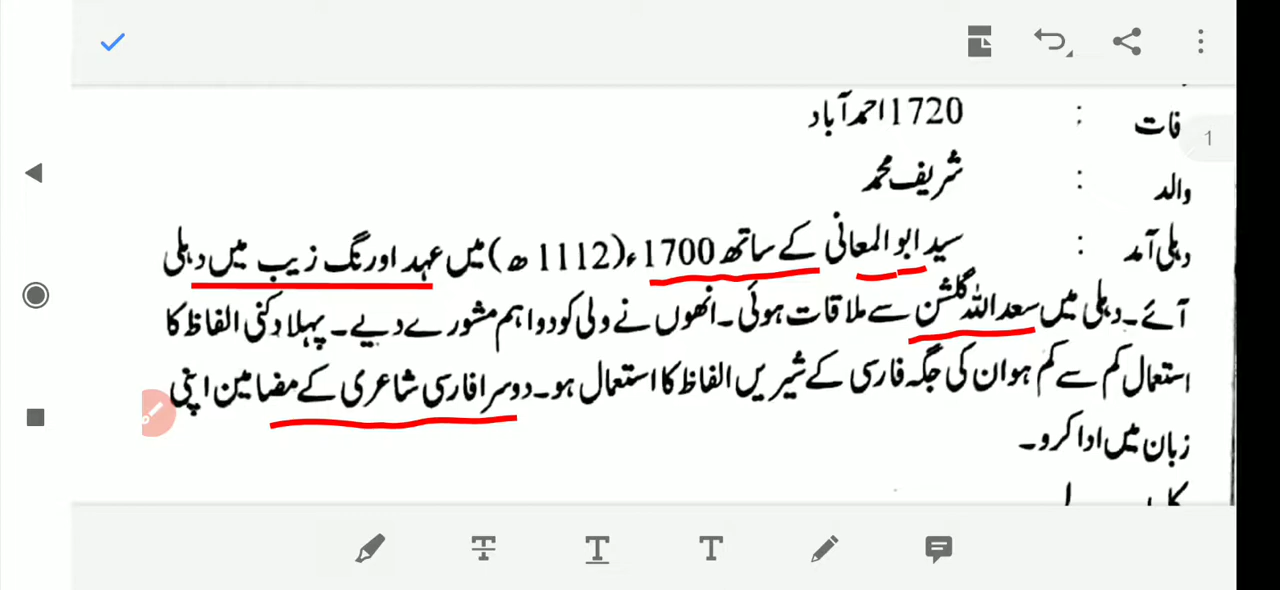 فات : 1720 احمد آباد
1
والد : شریف محمد
دہلی آمد : سید ابو المعانی کے ساتھ 1700ء (1112ھ) میں عہد اورنگ زیب میں دہلی
آئے۔ دہلی میں سعد اللہ گلشن سے ملاقات ہوئی۔ انھوں نے ولی کو دو اہم مشورے دیے۔ پہلا دکنی الفاظ کا
استعمال کم سے کم ہو ان کی جگہ فارسی کے شیریں الفاظ کا استعمال ہو۔ دوسرا فارسی شاعری کے مضامین اپنی
زبان میں ادا کرو۔